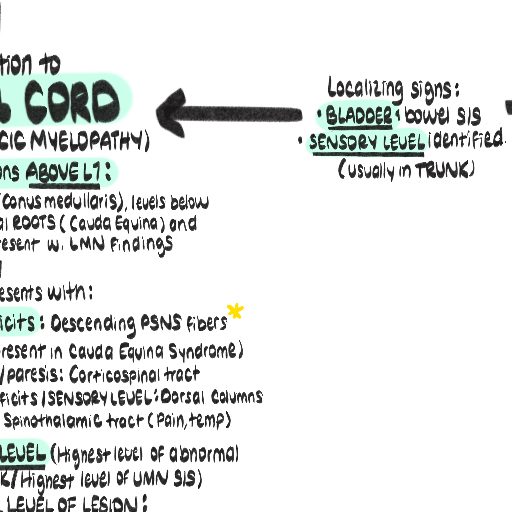 tion to
CORD
GIC MYELOPATHY)
ns ABOVE L1:
(Conus medullaris), levels below
al ROOTS (Cauda Equina) and
resent w. LMN Findings
esents with:
icits: Descending PSNS fibers*
resent in Cauda Equina Syndrome)
/paresis: Corticospinal tract
ficits/SENSORY LEVEL: Dorsal Columns
Spinothalamic tract (Pain, temp)
LEVEL (Highest level of abnormal
K/Highest level of UMN S/S)
LEVEL OF LESION:
Localizing signs:
• BLADDER & bowel S/S
• SENSORY LEVEL identified.
(usually in TRUNK)